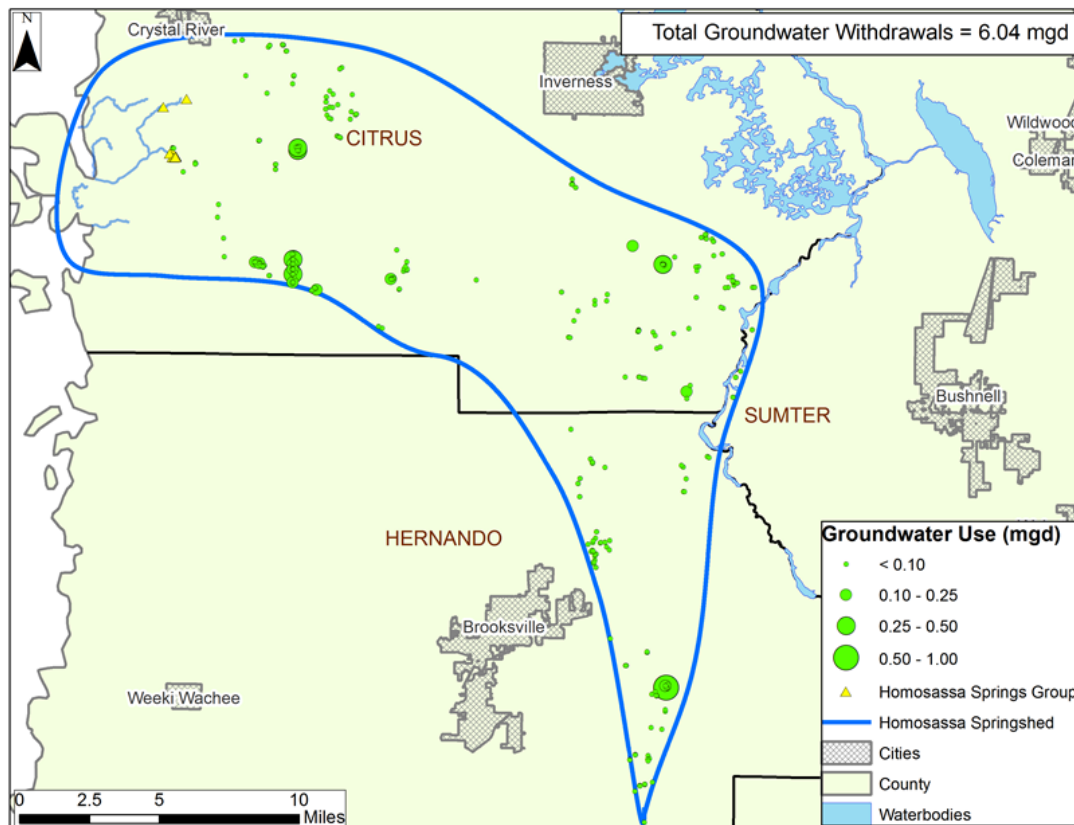 N
Crystal River
Total Groundwater Withdrawals = 6.04 mgd
Inverness
Wildwood
Coleman
CITRUS
Bushnell
SUMTER
HERNANDO
Brooksville
Weeki Wachee
Groundwater Use (mgd)
< 0.10
0.10 - 0.25
0.25 - 0.50
0.50 - 1.00
Homosassa Springs Group
Homosassa Springshed
Cities
County
Waterbodies
0 2.5 5 10
Miles